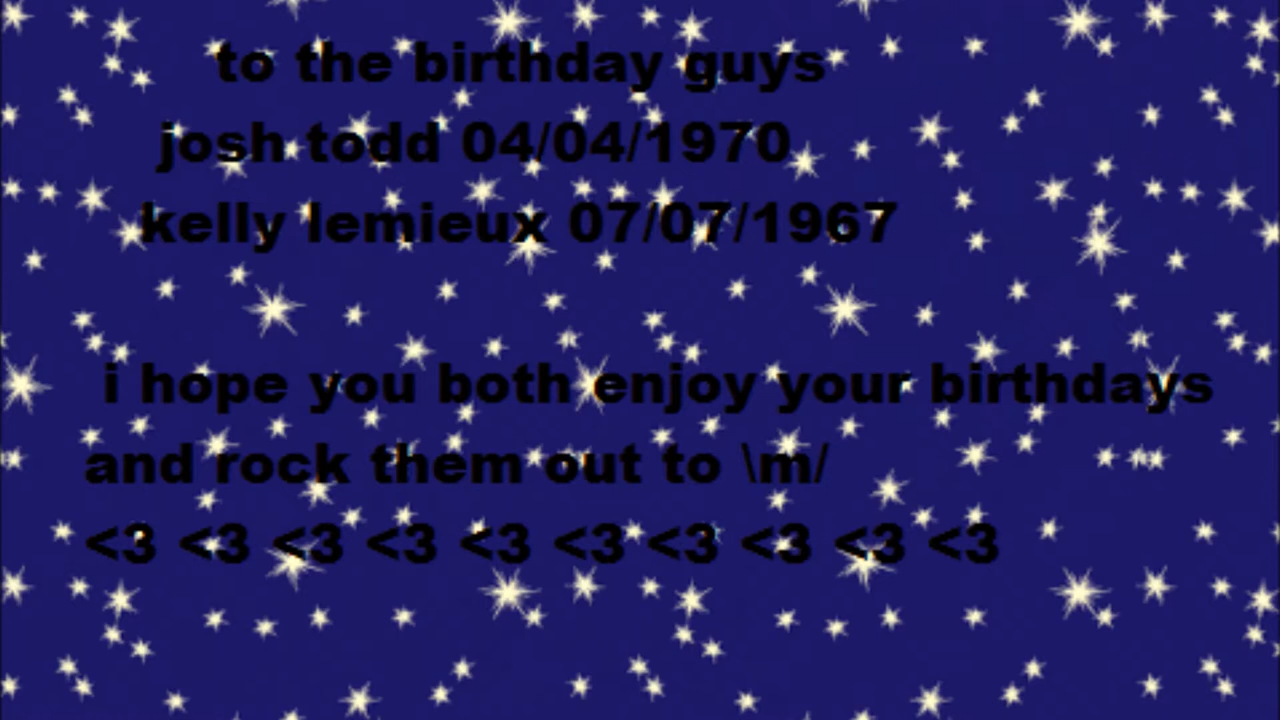 to the birthday guys
josh todd 04/04/1970
kelly lemieux 07/07/1967
i hope you both enjoy your birthdays
and rock them out to \m/
<3 <3 <3 <3 <3 <3 <3 <3 <3 <3